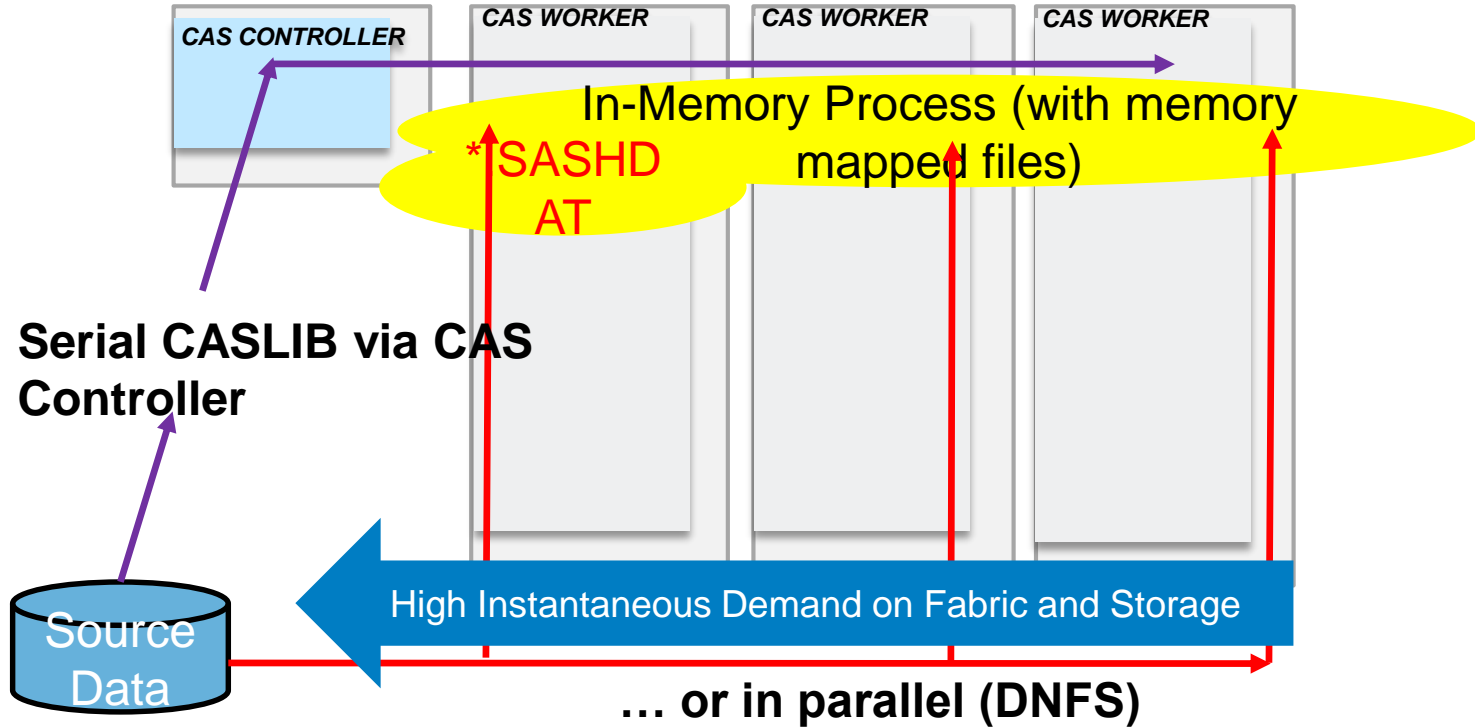 CAS CONTROLLER
CAS WORKER
CAS WORKER
CAS WORKER
In-Memory Process (with memory
mapped files)
* SASHD
AT
Serial CASLIB via CAS
Controller
High Instantaneous Demand on Fabric and Storage
Source
Data
... or in parallel (DNFS)